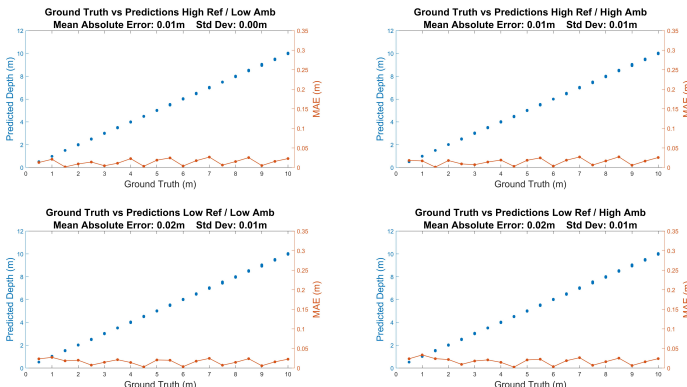 Ground Truth vs Predictions High Ref / Low Amb
Mean Absolute Error: 0.01m Std Dev: 0.00m
12
10
8
6
4
2
0
0.35
0.3
0.25
0.2
0.15
0.1
0.05
0
Predicted Depth (m)
MAE (m)
0 1 2 3 4 5 6 7 8 9 10
Ground Truth (m)
Ground Truth vs Predictions High Ref / High Amb
Mean Absolute Error: 0.01m Std Dev: 0.01m
12
10
8
6
4
2
0
0.35
0.3
0.25
0.2
0.15
0.1
0.05
0
Predicted Depth (m)
MAE (m)
0 1 2 3 4 5 6 7 8 9 10
Ground Truth (m)
Ground Truth vs Predictions Low Ref / Low Amb
Mean Absolute Error: 0.02m Std Dev: 0.01m
12
10
8
6
4
2
0
0.35
0.3
0.25
0.2
0.15
0.1
0.05
0
Predicted Depth (m)
MAE (m)
0 1 2 3 4 5 6 7 8 9 10
Ground Truth (m)
Ground Truth vs Predictions Low Ref / High Amb
Mean Absolute Error: 0.02m Std Dev: 0.01m
12
10
8
6
4
2
0
0.35
0.3
0.25
0.2
0.15
0.1
0.05
0
Predicted Depth (m)
MAE (m)
0 1 2 3 4 5 6 7 8 9 10
Ground Truth (m)